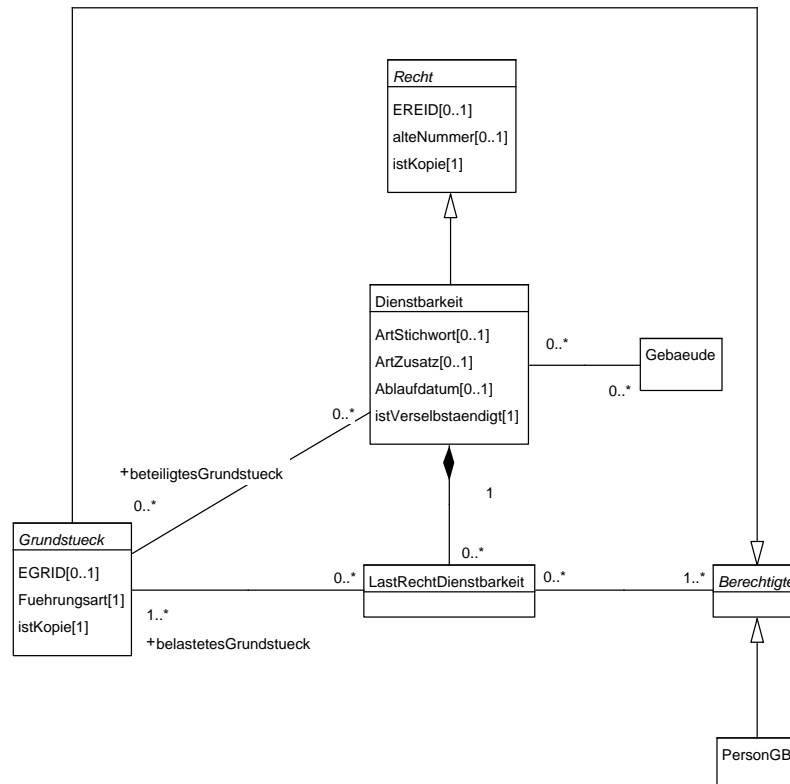 Recht
EREID[0..1]
alteNummer[0..1]
istKopie[1]
Dienstbarkeit
ArtStichwort[0..1]
ArtZusatz[0..1]
Ablaufdatum[0..1]
istVerselbstaendigt[1]
0..*
Gebaeude
0..*
0..*
+beteiligtesGrundstueck
0..*
1
0..*
Grundstueck
EGRID[0..1]
Fuehrungsart[1]
istKopie[1]
0..*
LastRechtDienstbarkeit
0..*
1..*
Berechtigte
1..*
+belastetesGrundstueck
PersonGB